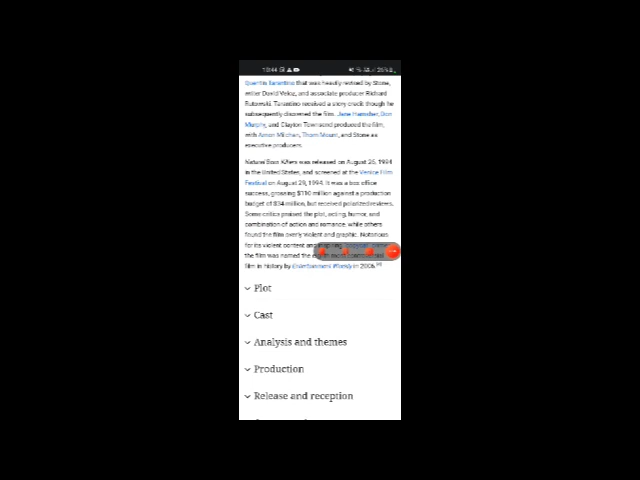 10:44
Quentin Tarantino that was heavily revised by Stone,
writer David Veloz, and associate producer Richard
Rutowski. Tarantino received a story credit though he
subsequently disowned the film. Jane Hamsher, Don
Murphy, and Clayton Townsend produced the film,
with Arnon Milchan, Thom Mount, and Stone as
executive producers.
Natural Born Killers was released on August 26, 1994
in the United States, and screened at the Venice Film
Festival on August 29, 1994. It was a box office
success, grossing $110 million against a production
budget of $34 million, but received polarized reviews.
Some critics praised the plot, acting, humor, and
combination of action and romance, while others
found the film overly violent and graphic. Notorious
for its violent content and inspiring
the film was named the
film in history by Entertainment Weekly in 2006.
Plot
Cast
Analysis and themes
Production
Release and reception